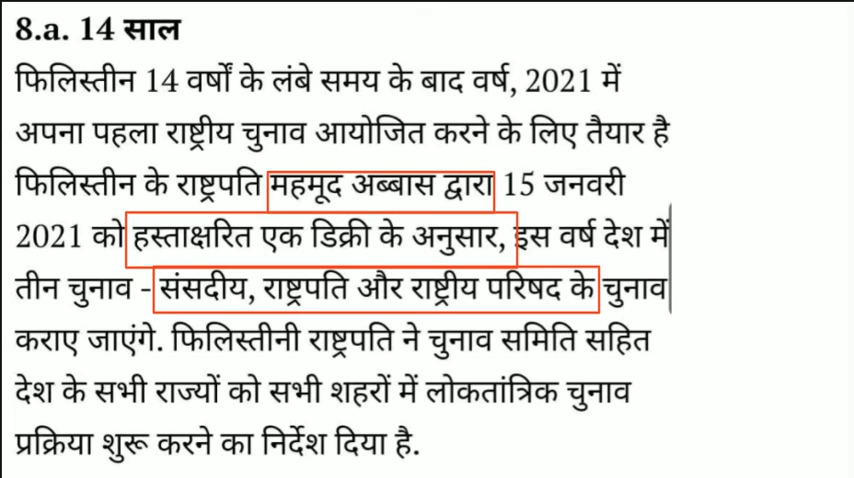 8.a. 14 साल
फिलिस्तीन 14 वर्षों के लंबे समय के बाद वर्ष, 2021 में
अपना पहला राष्ट्रीय चुनाव आयोजित करने के लिए तैयार है
फिलिस्तीन के राष्ट्रपति महमूद अब्बास द्वारा 15 जनवरी
2021 को हस्ताक्षरित एक डिक्री के अनुसार, इस वर्ष देश में
तीन चुनाव - संसदीय, राष्ट्रपति और राष्ट्रीय परिषद के चुनाव
कराए जाएंगे. फिलिस्तीनी राष्ट्रपति ने चुनाव समिति सहित
देश के सभी राज्यों को सभी शहरों में लोकतांत्रिक चुनाव
प्रक्रिया शुरू करने का निर्देश दिया है.